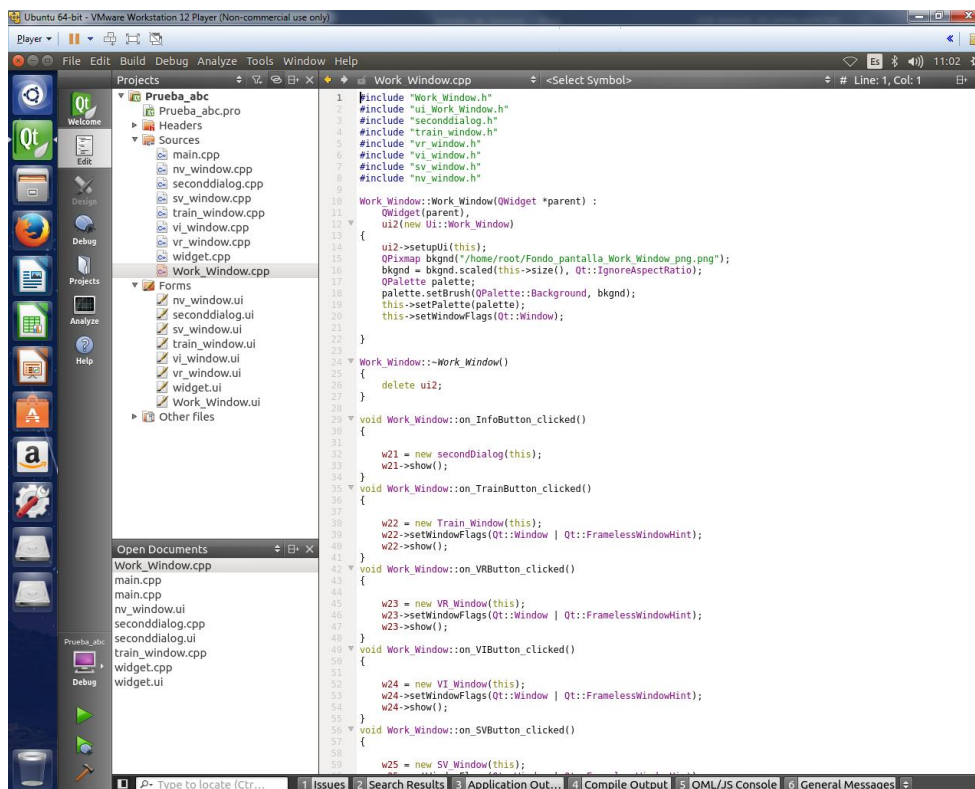 Ubuntu 64-bit - VMware Workstation 12 Player (Non-commercial use only)
Player
File Edit Build Debug Analyze Tools Window Help
Es
11:02
Projects
Work_Window.cpp
<Select Symbol>
# Line: 1, Col: 1
Qt
Welcome
Edit
Design
Debug
Projects
Analyze
Help
Prueba_abc
Debug
Prueba_abc
Prueba_abc.pro
Headers
Sources
main.cpp
nv_window.cpp
seconddialog.cpp
sv_window.cpp
train_window.cpp
vi_window.cpp
vr_window.cpp
widget.cpp
Work_Window.cpp
Forms
nv_window.ui
seconddialog.ui
sv_window.ui
train_window.ui
vi_window.ui
vr_window.ui
widget.ui
Work_Window.ui
Other files
Open Documents
Work_Window.cpp
main.cpp
main.cpp
nv_window.ui
seconddialog.cpp
seconddialog.ui
train_window.cpp
widget.cpp
widget.ui
1 #include "Work_Window.h"
2 #include "ui_Work_Window.h"
3 #include "seconddialog.h"
4 #include "train_window.h"
5 #include "vr_window.h"
6 #include "vi_window.h"
7 #include "sv_window.h"
8 #include "nv_window.h"
9
10 Work_Window::Work_Window(QWidget *parent) :
11 QWidget(parent),
12 ui2(new Ui::Work_Window)
13 {
14 ui2->setupUi(this);
15 QPixmap bkgnd("/home/root/Fondo_pantalla_Work_Window_png.png");
16 bkgnd = bkgnd.scaled(this->size(), Qt::IgnoreAspectRatio);
17 QPalette palette;
18 palette.setBrush(QPalette::Background, bkgnd);
19 this->setPalette(palette);
20 this->setWindowFlags(Qt::Window);
21
22 }
23
24 Work_Window::~Work_Window()
25 {
26 delete ui2;
27 }
28
29 void Work_Window::on_InfoButton_clicked()
30 {
31
32 w21 = new secondDialog(this);
33 w21->show();
34 }
35 void Work_Window::on_TrainButton_clicked()
36 {
37
38 w22 = new Train_Window(this);
39 w22->setWindowFlags(Qt::Window | Qt::FramelessWindowHint);
40 w22->show();
41 }
42 void Work_Window::on_VRButton_clicked()
43 {
44
45 w23 = new VR_Window(this);
46 w23->setWindowFlags(Qt::Window | Qt::FramelessWindowHint);
47 w23->show();
48 }
49 void Work_Window::on_VIButton_clicked()
50 {
51
52 w24 = new VI_Window(this);
53 w24->setWindowFlags(Qt::Window | Qt::FramelessWindowHint);
54 w24->show();
55 }
56 void Work_Window::on_SVButton_clicked()
57 {
58
59 w25 = new SV_Window(this);
Type to locate (Ctr...
1 Issues 2 Search Results 3 Application Out... 4 Compile Output 5 QML/JS Console 6 General Messages